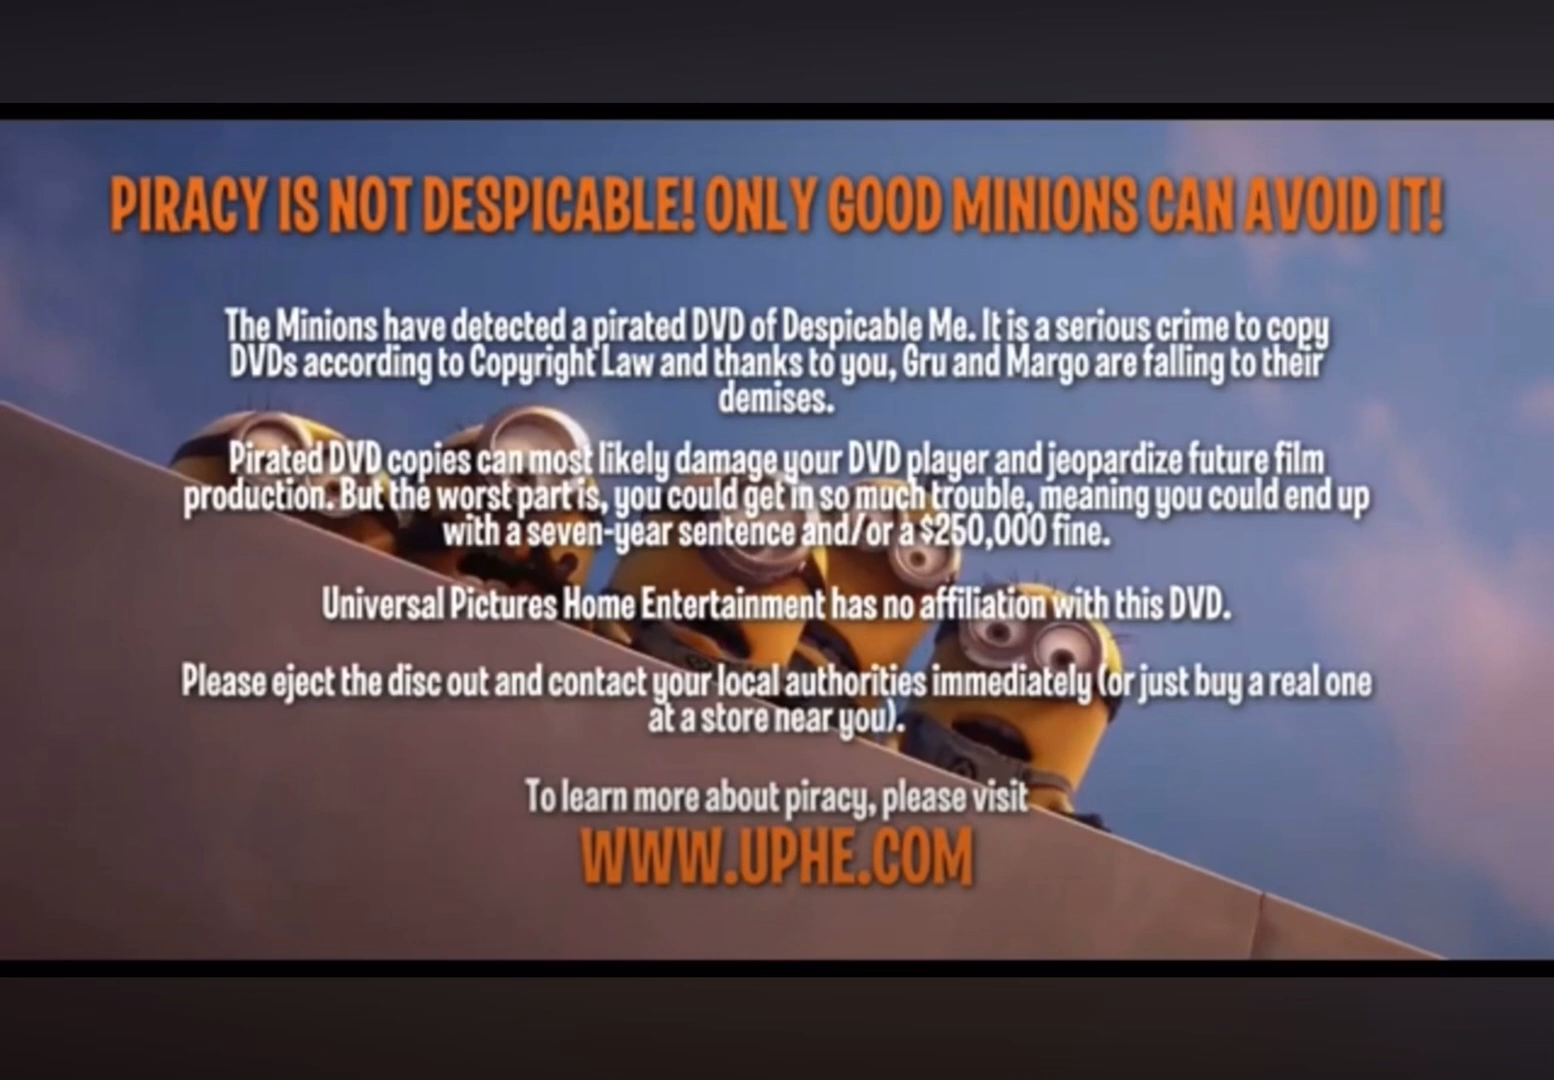 PIRACY IS NOT DESPICABLE! ONLY GOOD MINIONS CAN AVOID IT!
The Minions have detected a pirated DVD of Despicable Me. It is a serious crime to copy
DVDs according to Copyright Law and thanks to you, Gru and Margo are falling to their
demises.
Pirated DVD copies can most likely damage your DVD player and jeopardize future film
production. But the worst part is, you could get in so much trouble, meaning you could end up
with a seven-year sentence and/or a $250,000 fine.
Universal Pictures Home Entertainment has no affiliation with this DVD.
Please eject the disc out and contact your local authorities immediately (or just buy a real one
at a store near you).
To learn more about piracy, please visit
WWW.UPHE.COM